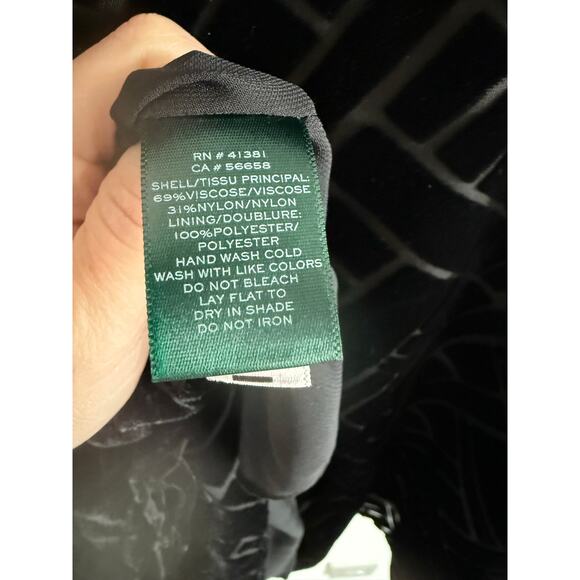 RN # 41381
CA # 56658
SHELL/TISSU PRINCIPAL:
69%VISCOSE/VISCOSE
31%NYLON/NYLON
LINING/DOUBLURE:
100%POLYESTER/
POLYESTER
HAND WASH COLD
WASH WITH LIKE COLORS
DO NOT BLEACH
LAY FLAT TO
DRY IN SHADE
DO NOT IRON